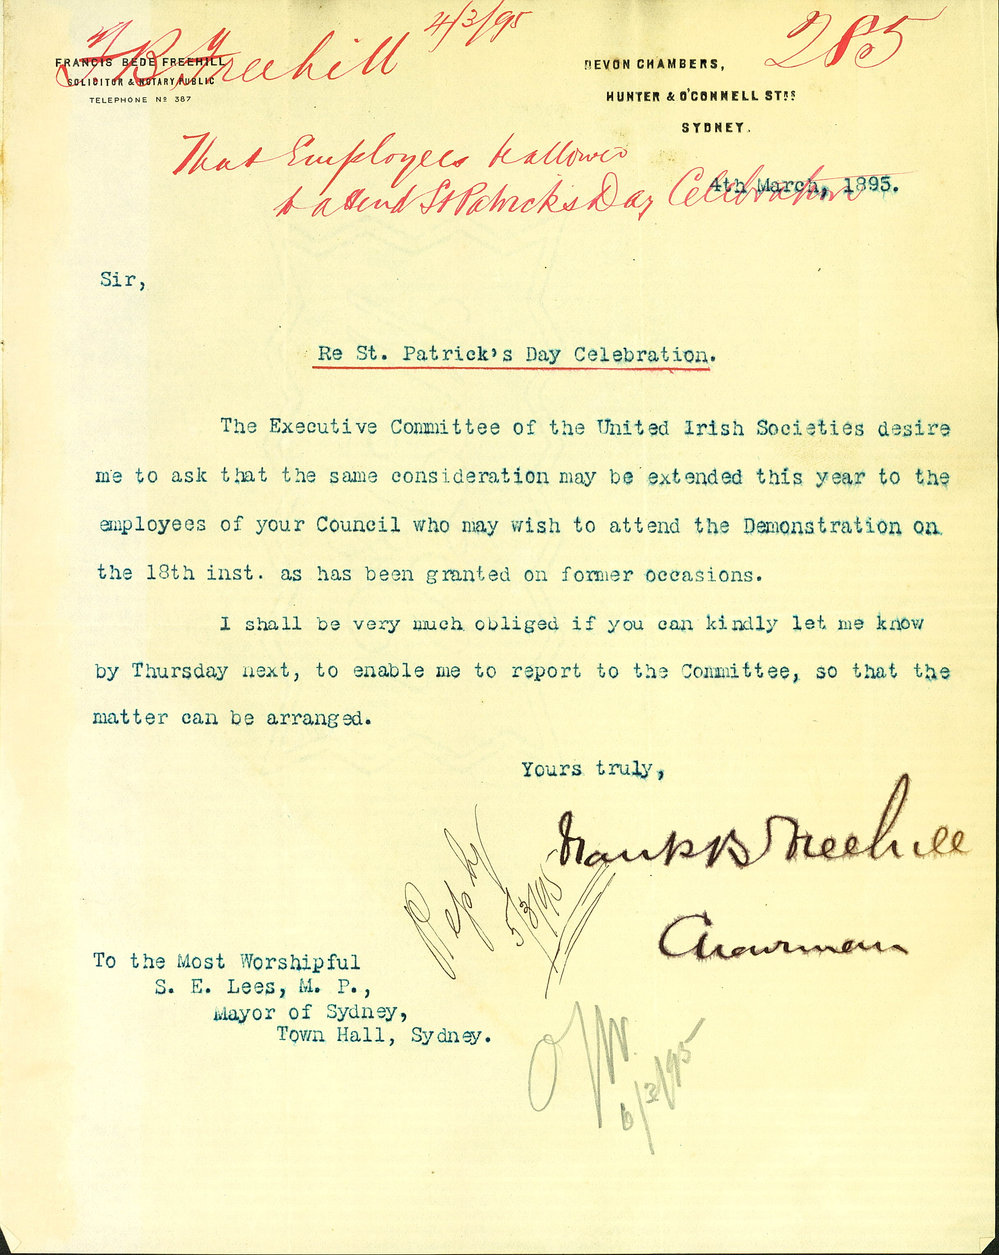 F B Freehill 4/3/95
285
FRANCIS BEDE FREEHILL
SOLICITOR & NOTARY PUBLIC
TELEPHONE Nº 387
DEVON CHAMBERS,
HUNTER & O'CONNELL STRS
SYDNEY.
That Employees be allowed
to attend St Patrick's Day Celebrations
4th March, 1895.
Sir,
Re St. Patrick's Day Celebration.
The Executive Committee of the United Irish Societies desire
me to ask that the same consideration may be extended this year to the
employees of your Council who may wish to attend the Demonstration on
the 18th inst. as has been granted on former occasions.
I shall be very much obliged if you can kindly let me know
by Thursday next, to enable me to report to the Committee, so that the
matter can be arranged.
Yours truly,
Frank B Freehill
Chairman
Reply
5/3/95
To the Most Worshipful
S. E. Lees, M. P.,
Mayor of Sydney,
Town Hall, Sydney.
6/3/95